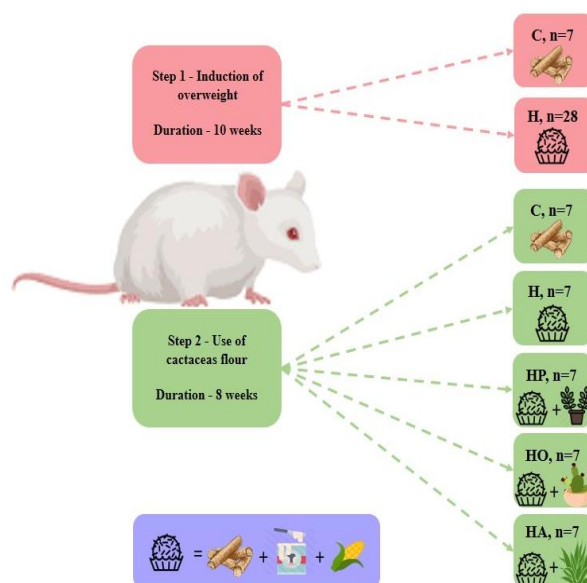 Step 1 - Induction of
overweight
Duration - 10 weeks
C, n=7
H, n=28
Step 2 - Use of
cactaceas flour
Duration - 8 weeks
C, n=7
H, n=7
HP, n=7
+
HO, n=7
+
HA, n=7
+
= + +